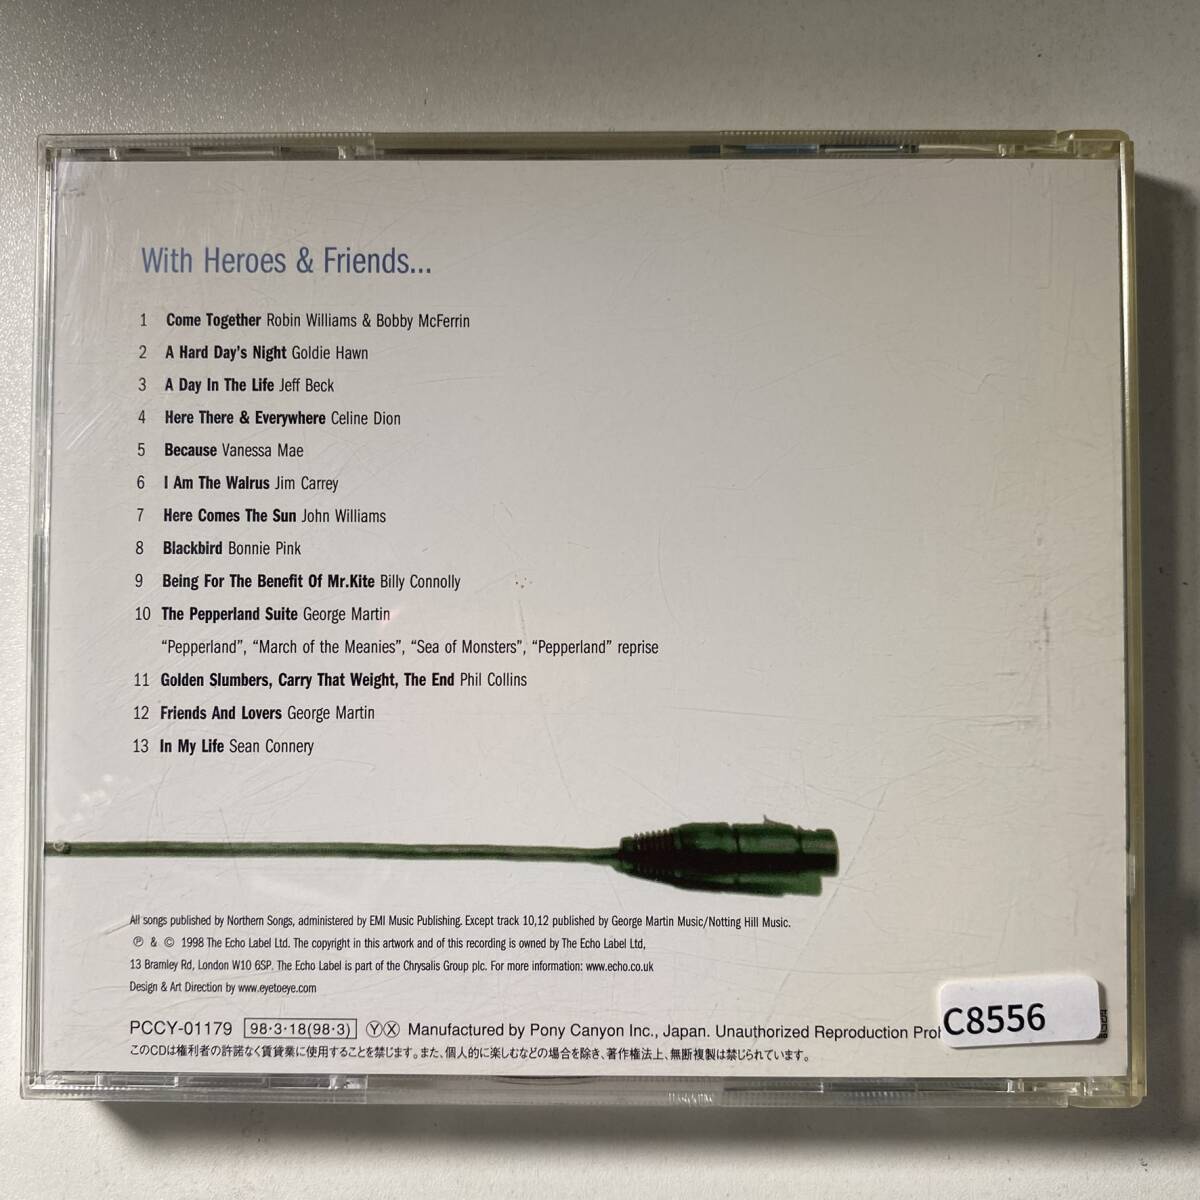 With Heroes & Friends...
1 Come Together Robin Williams & Bobby McFerrin
2 A Hard Day's Night Goldie Hawn
3 A Day In The Life Jeff Beck
4 Here There & Everywhere Celine Dion
5 Because Vanessa Mae
6 I Am The Walrus Jim Carrey
7 Here Comes The Sun John Williams
8 Blackbird Bonnie Pink
9 Being For The Benefit Of Mr.Kite Billy Connolly
10 The Pepperland Suite George Martin
“Pepperland”, “March of the Meanies”, “Sea of Monsters”, “Pepperland” reprise
11 Golden Slumbers, Carry That Weight, The End Phil Collins
12 Friends And Lovers George Martin
13 In My Life Sean Connery
All songs published by Northern Songs, administered by EMI Music Publishing. Except track 10,12 published by George Martin Music/Notting Hill Music.
℗ & © 1998 The Echo Label Ltd. The copyright in this artwork and of this recording is owned by The Echo Label Ltd,
13 Bramley Rd, London W10 6SP. The Echo Label is part of the Chrysalis Group plc. For more information: www.echo.co.uk
Design & Art Direction by www.eyetoeye.com
PCCY-01179 98・3・18(98・3) Ⓨ Ⓧ Manufactured by Pony Canyon Inc., Japan. Unauthorized Reproduction
C8556
このCDは権利者の許諾なく賃貸業に使用することを禁じます。また、個人的に楽しむなどの場合を除き、著作権法上、無断複製は禁じられています。